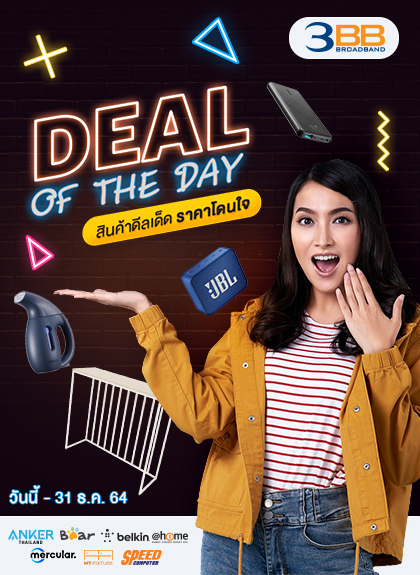 3BB
BROADBAND
DEAL
OF THE DAY
สินค้าดีลเด็ด ราคาโดนใจ
JBL
วันนี้ - 31 ธ.ค. 64
ANKER
THAILAND
belkin
@home
mercular.
MT FIXTURE
SPEED
COMPUTER